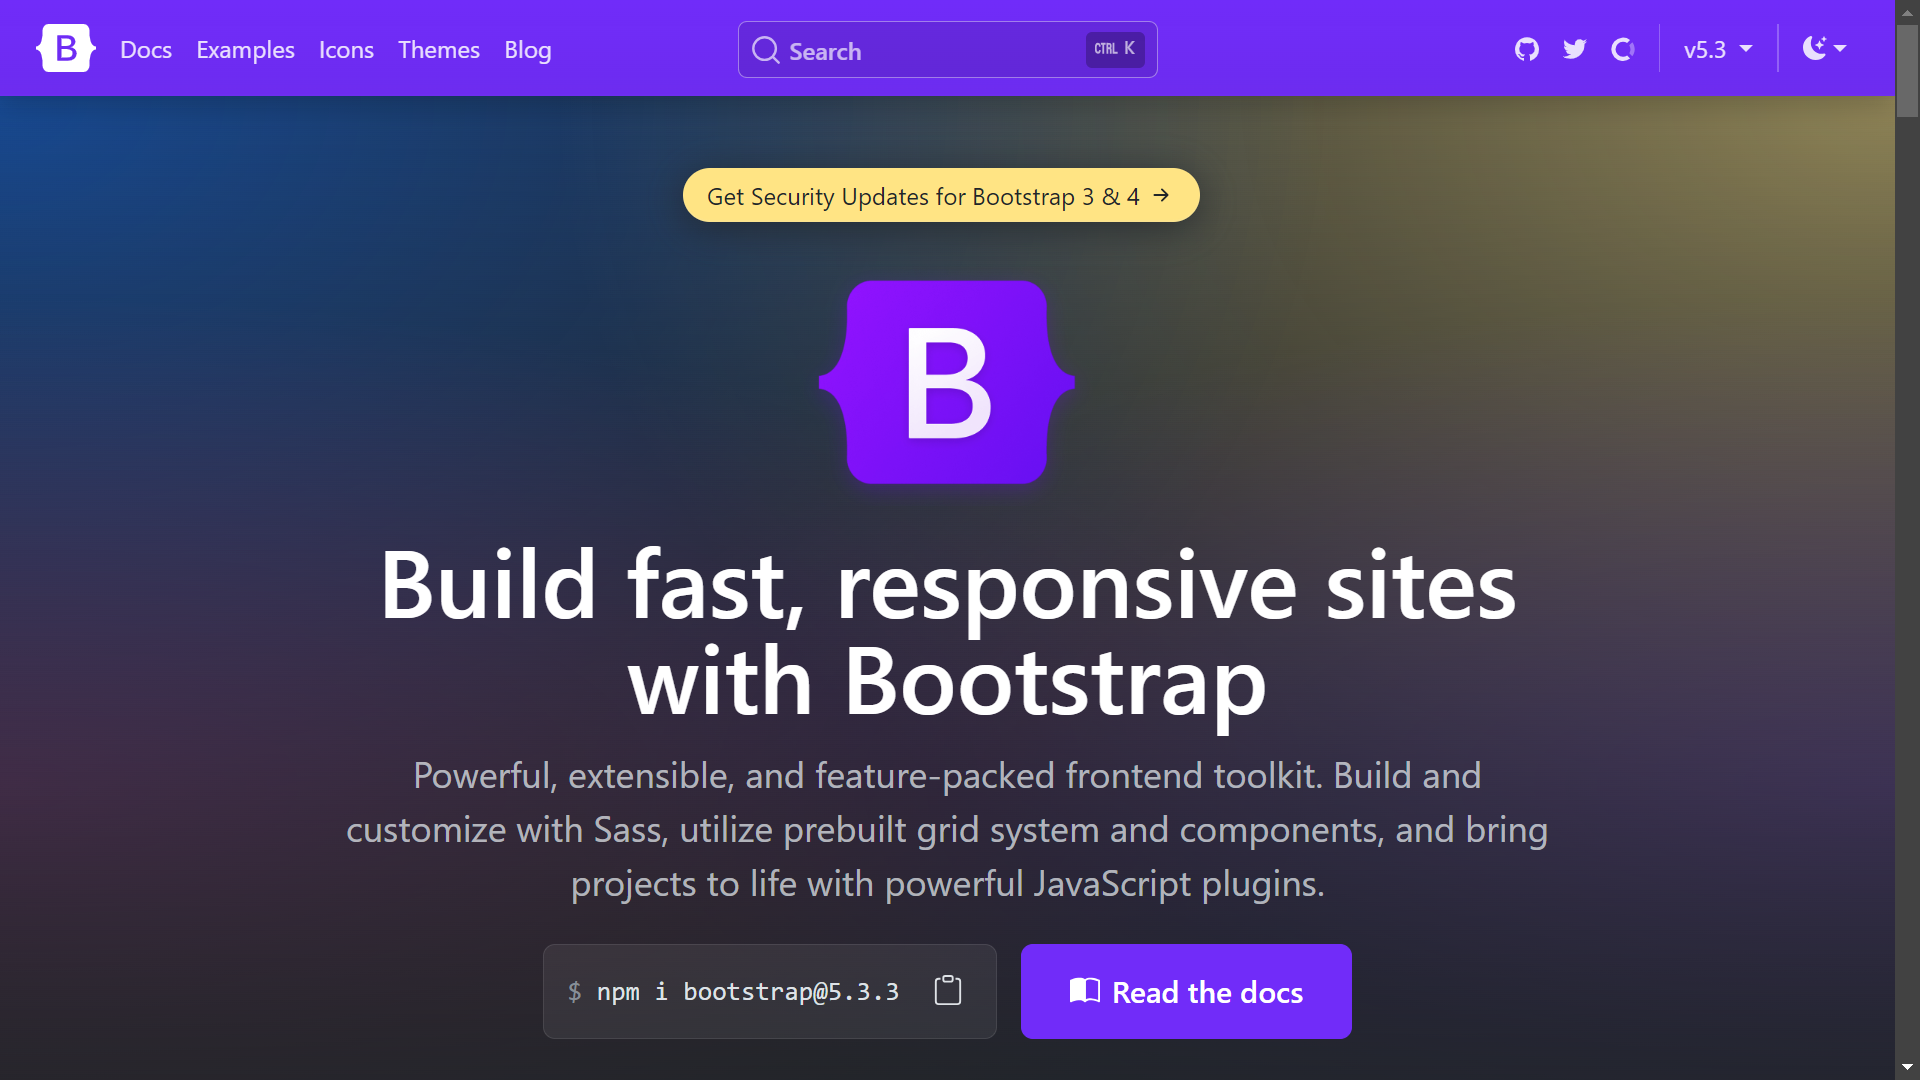 B Docs Examples Icons Themes Blog Search CTRL K v5.3
Get Security Updates for Bootstrap 3 & 4 →
B
Build fast, responsive sites
with Bootstrap
Powerful, extensible, and feature-packed frontend toolkit. Build and
customize with Sass, utilize prebuilt grid system and components, and bring
projects to life with powerful JavaScript plugins.
$ npm i bootstrap@5.3.3
Read the docs